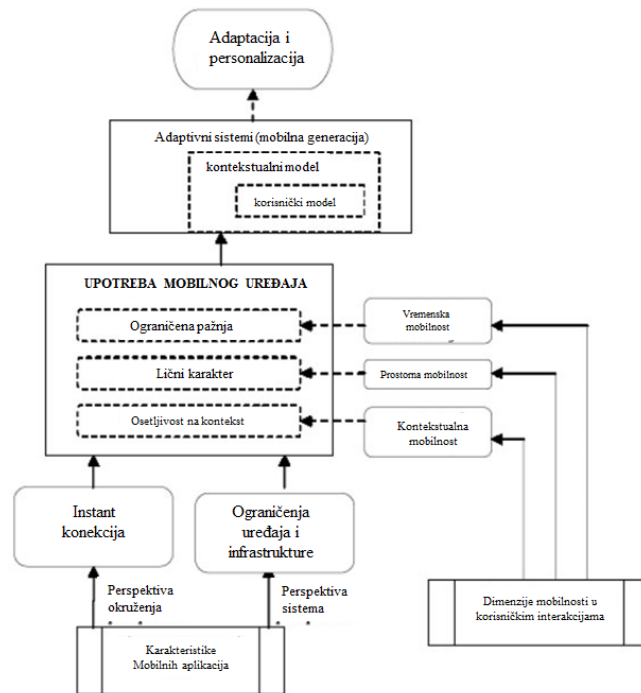 Adaptacija i
personalizacija
Adaptivni sistemi (mobilna generacija)
kontekstualni model
korisnički model
UPOTREBA MOBILNOG UREĐAJA
Ograničena pažnja
Lični karakter
Osetljivost na kontekst
Vremenska
mobilnost
Prostorna mobilnost
Kontekstualna
mobilnost
Instant
konekcija
Ograničenja
uređaja i
infrastrukture
Perspektiva
okruženja
Perspektiva
sistema
Dimenzije mobilnosti u
korisničkim interakcijama
Karakteristike
Mobilnih aplikacija